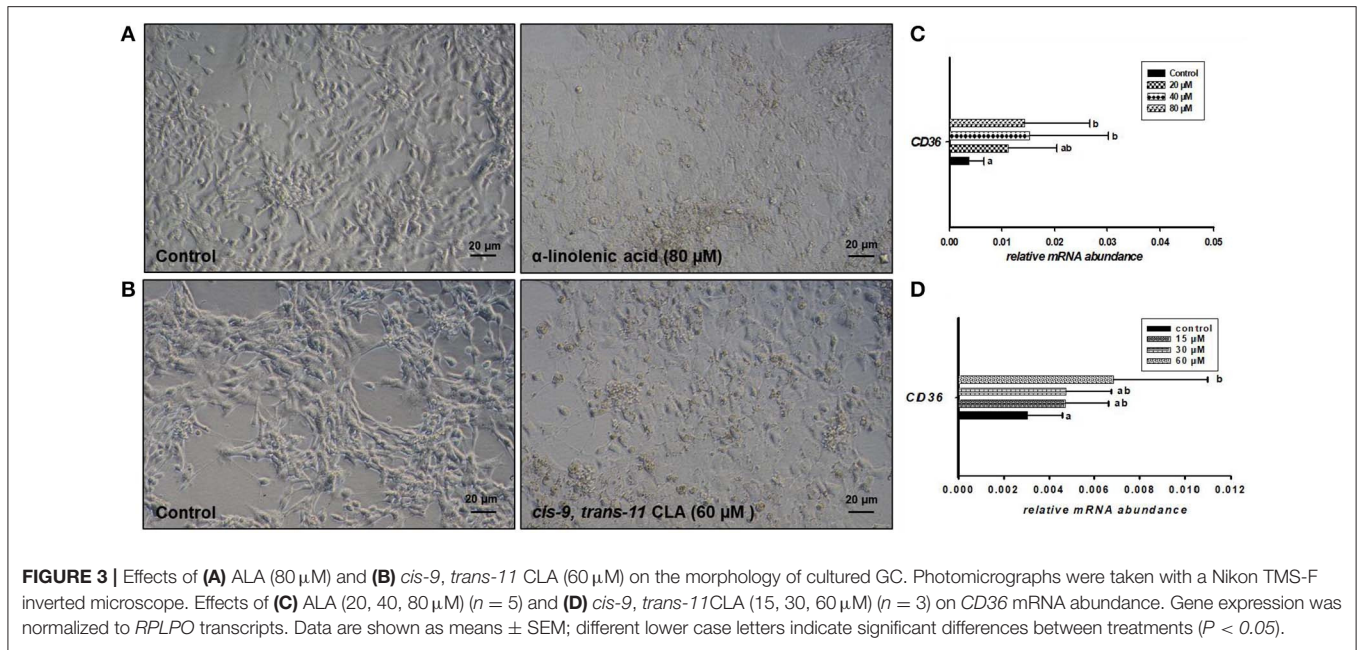 A
Control
20 µm
α-linolenic acid (80 µM)
20 µm
B
Control
20 µm
cis-9, trans-11 CLA (60 µM )
20 µm
C
Control
20 µM
40 µM
80 µM
CD36
b
b
ab
a
0.00 0.01 0.02 0.03 0.04 0.05
relative mRNA abundance
D
control
15 µM
30 µM
60 µM
CD36
b
ab
ab
a
0.000 0.002 0.004 0.006 0.008 0.010 0.012
relative mRNA abundance
FIGURE 3 | Effects of (A) ALA (80 µM) and (B) cis-9, trans-11 CLA (60 µM) on the morphology of cultured GC. Photomicrographs were taken with a Nikon TMS-F
inverted microscope. Effects of (C) ALA (20, 40, 80 µM) (n = 5) and (D) cis-9, trans-11CLA (15, 30, 60 µM) (n = 3) on CD36 mRNA abundance. Gene expression was
normalized to RPLPO transcripts. Data are shown as means ± SEM; different lower case letters indicate significant differences between treatments (P < 0.05).